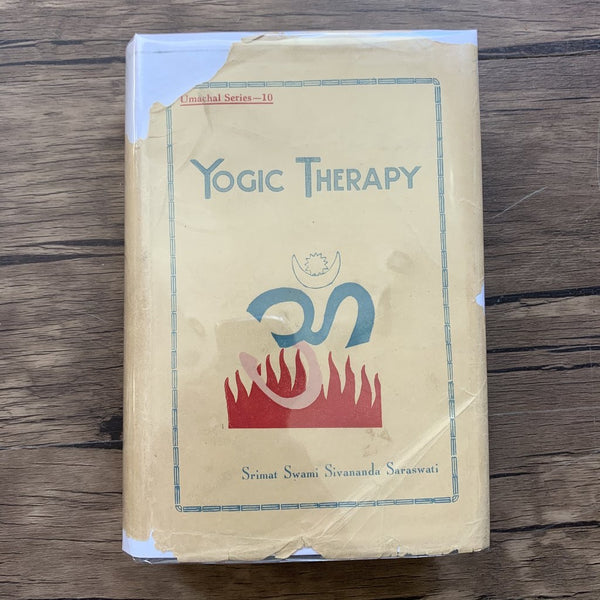 Umachal Series—10
YOGIC THERAPY
Srimat Swami Sivananda Saraswati